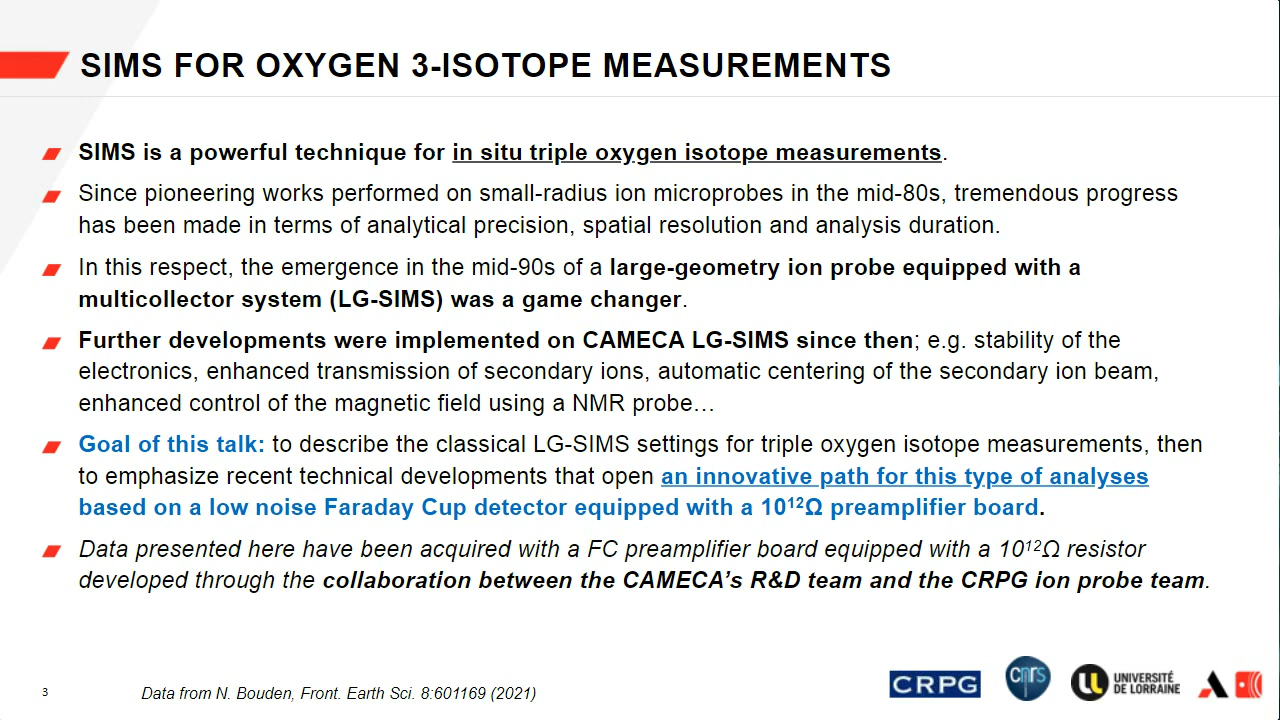 SIMS FOR OXYGEN 3-ISOTOPE MEASUREMENTS
SIMS is a powerful technique for in situ triple oxygen isotope measurements.
Since pioneering works performed on small-radius ion microprobes in the mid-80s, tremendous progress
has been made in terms of analytical precision, spatial resolution and analysis duration.
In this respect, the emergence in the mid-90s of a large-geometry ion probe equipped with a
multicollector system (LG-SIMS) was a game changer.
Further developments were implemented on CAMECA LG-SIMS since then; e.g. stability of the
electronics, enhanced transmission of secondary ions, automatic centering of the secondary ion beam,
enhanced control of the magnetic field using a NMR probe…
Goal of this talk: to describe the classical LG-SIMS settings for triple oxygen isotope measurements, then
to emphasize recent technical developments that open an innovative path for this type of analyses
based on a low noise Faraday Cup detector equipped with a 10¹²Ω preamplifier board.
Data presented here have been acquired with a FC preamplifier board equipped with a 10¹²Ω resistor
developed through the collaboration between the CAMECA’s R&D team and the CRPG ion probe team.
3
Data from N. Bouden, Front. Earth Sci. 8:601169 (2021)
CRPG
cnrs
UNIVERSITÉ
DE LORRAINE